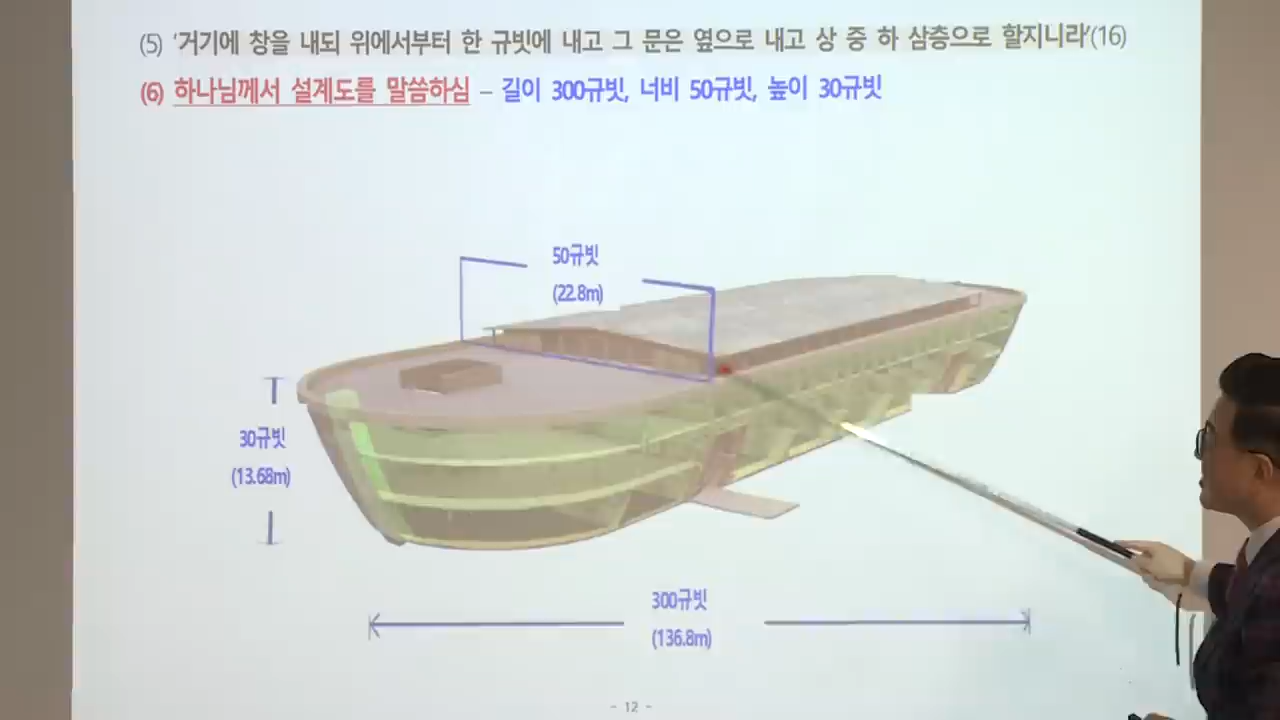 (5) '거기에 창을 내되 위에서부터 한 규빗에 내고 그 문은 옆으로 내고 상 중 하 삼층으로 할지니라'(16)
(6) 하나님께서 설계도를 말씀하심 – 길이 300규빗, 너비 50규빗, 높이 30규빗
50규빗
(22.8m)
30규빗
(13.68m)
300규빗
(136.8m)
- 12 -